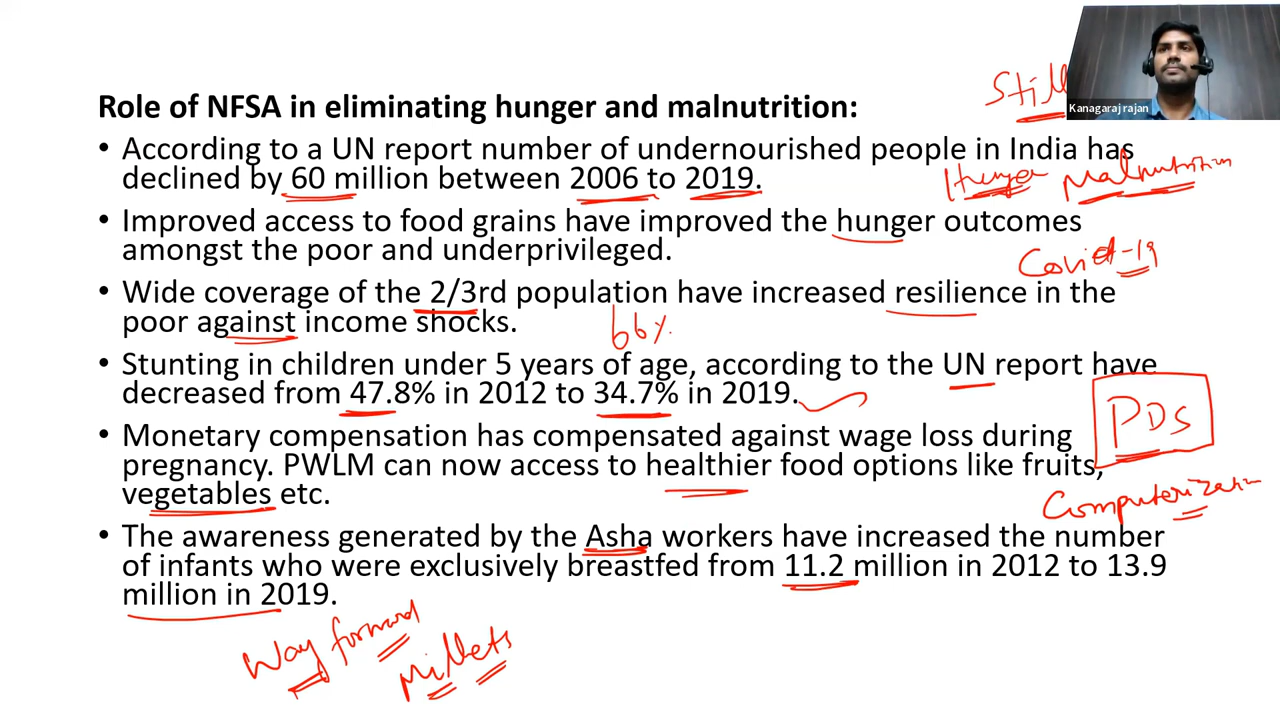 Still
Kanagaraj rajan
Role of NFSA in eliminating hunger and malnutrition:
• According to a UN report number of undernourished people in India has
declined by 60 million between 2006 to 2019.
Hunger Malnutrition
• Improved access to food grains have improved the hunger outcomes
amongst the poor and underprivileged.
Covid-19
• Wide coverage of the 2/3rd population have increased resilience in the
poor against income shocks.
66%
• Stunting in children under 5 years of age, according to the UN report have
decreased from 47.8% in 2012 to 34.7% in 2019.
PDS
• Monetary compensation has compensated against wage loss during
pregnancy. PWLM can now access to healthier food options like fruits,
vegetables etc.
Computerization
• The awareness generated by the Asha workers have increased the number
of infants who were exclusively breastfed from 11.2 million in 2012 to 13.9
million in 2019.
Way forward
Millets